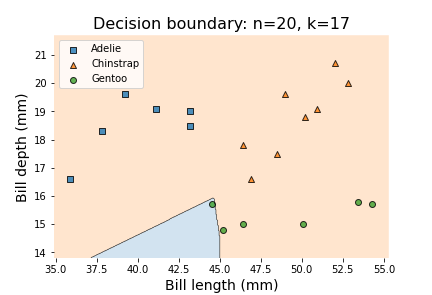 Decision boundary: n=20, k=17
Adelie
Chinstrap
Gentoo
21
20
19
18
17
16
15
14
Bill depth (mm)
35.0 37.5 40.0 42.5 45.0 47.5 50.0 52.5 55.0
Bill length (mm)